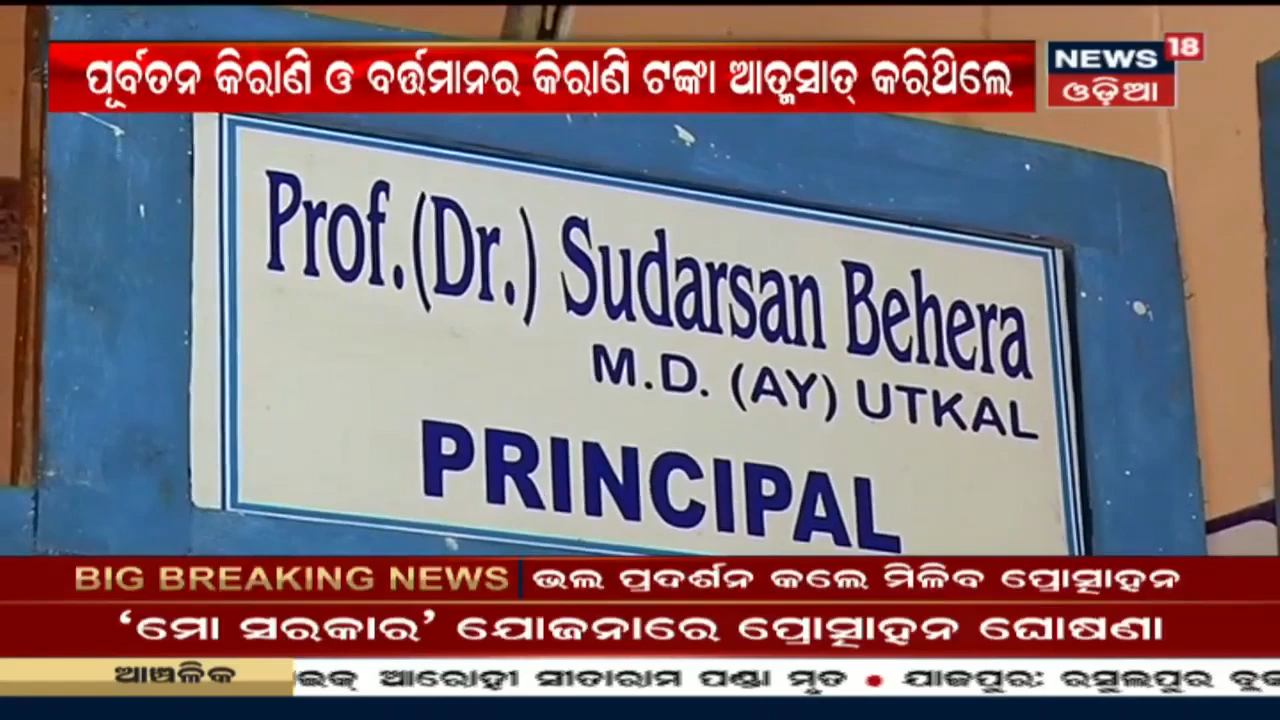 ପୂର୍ବତନ କିରାଣି ଓ ବର୍ତ୍ତମାନର କିରାଣି ଟଙ୍କା ଆତ୍ମସାତ୍ କରିଥିଲେ
NEWS 18
ଓଡ଼ିଆ
Prof.(Dr.) Sudarsan Behera
M.D. (AY) UTKAL
PRINCIPAL
BIG BREAKING NEWS ଭଲ ପ୍ରଦର୍ଶନ କଲେ ମିଳିବ ପ୍ରୋତ୍ସାହନ
‘ମୋ ସରକାର’ ଯୋଜନାରେ ପ୍ରୋତ୍ସାହନ ଘୋଷଣା
ଆଞ୍ଚଳିକ ଆରୋହୀ ସୀତାରାମ ପଣ୍ଡା ମୃତ • ଯାଜପୁର: ରସୁଲପୁର